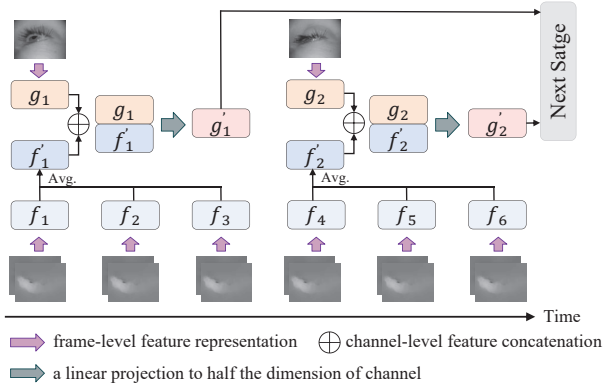 g₁
g₂
g₁
f₁′
g₁′
g₁
f₂′
g₂′
Next Satge
f₁′
f₂′
Avg.
Avg.
f₁
f₂
f₃
f₄
f₅
f₆
Time
frame-level feature representation
channel-level feature concatenation
a linear projection to half the dimension of channel